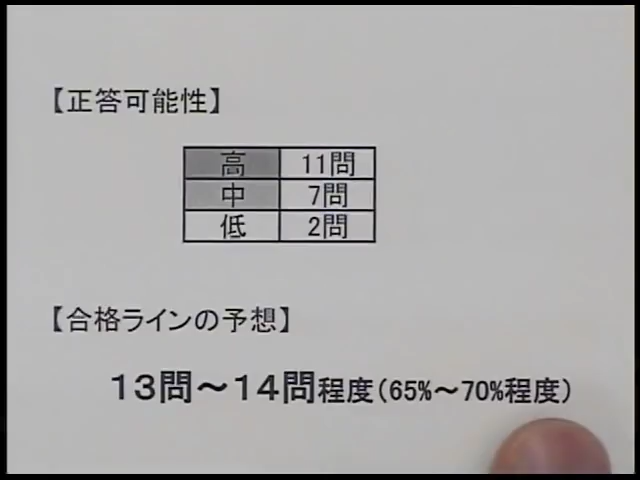 【正答可能性】
高 11問
中 7問
低 2問
【合格ラインの予想】
13問～14問程度(65%～70%程度)